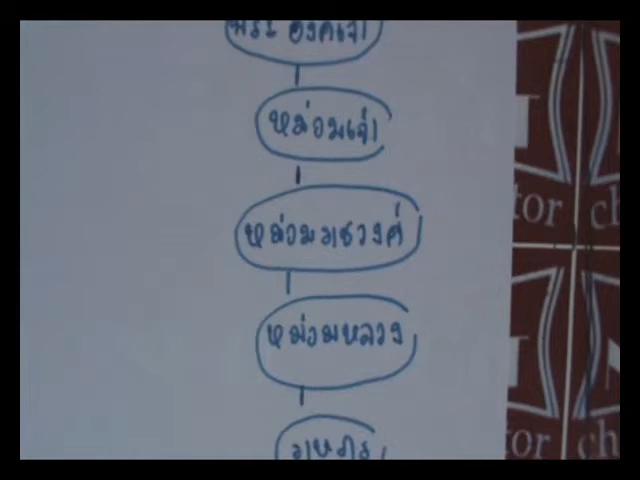 พระองค์เจ้า
หม่อมเจ้า
หม่อมราชวงศ์
หม่อมหลวง
tor
ch
tor
ch